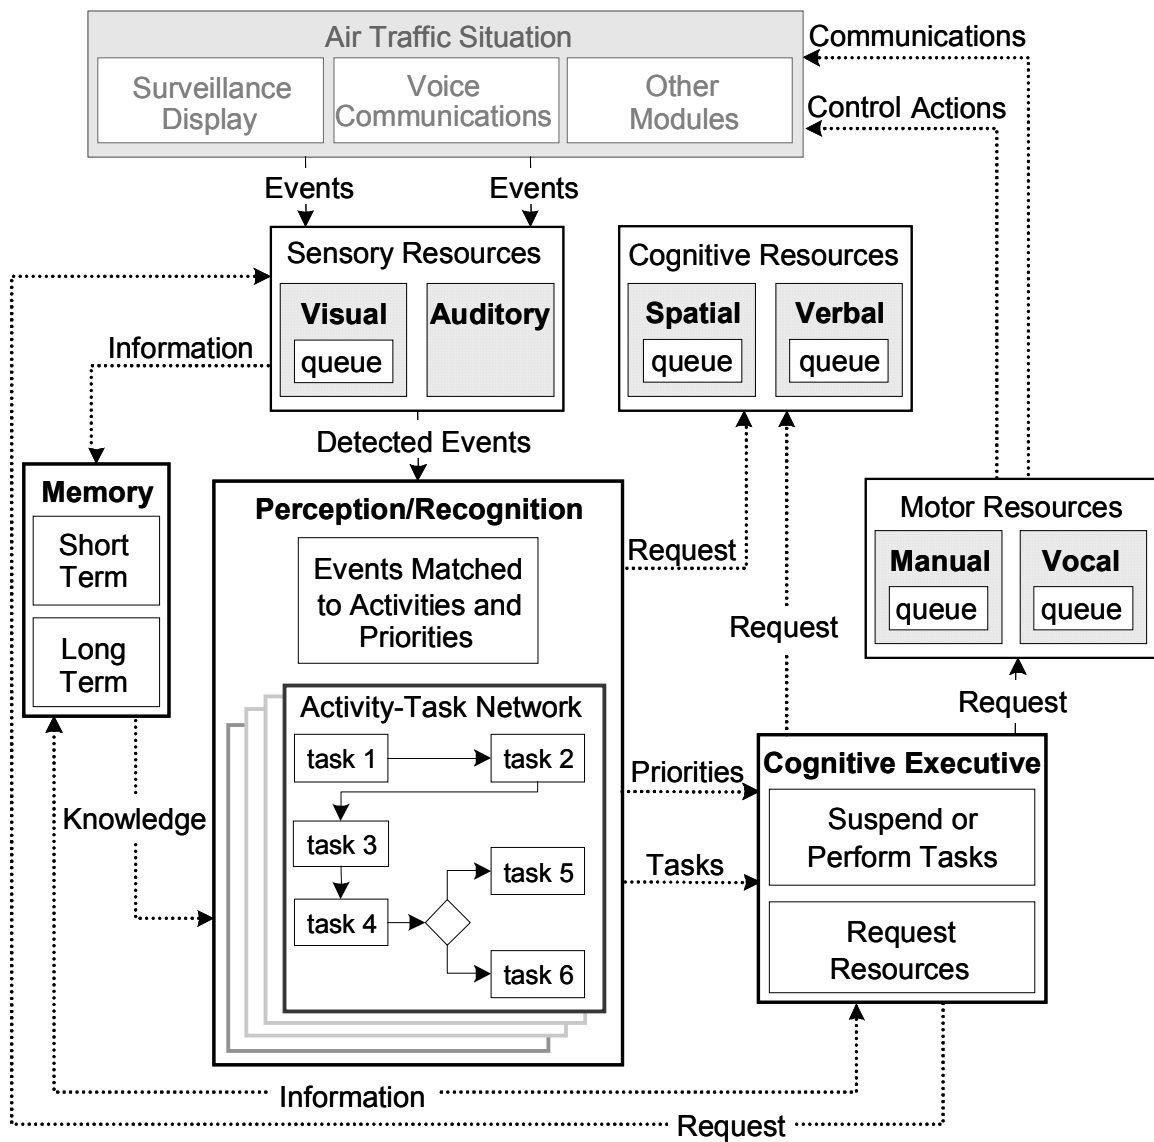 Air Traffic Situation
Communications
Surveillance
Display
Voice
Communications
Other
Modules
Control Actions
Events
Events
Sensory Resources
Visual
queue
Auditory
Cognitive Resources
Spatial
queue
Verbal
queue
Information
Detected Events
Memory
Short
Term
Long
Term
Perception/Recognition
Events Matched
to Activities and
Priorities
Request
Request
Motor Resources
Manual
queue
Vocal
queue
Request
Activity-Task Network
task 1
task 2
task 3
task 4
task 5
task 6
Knowledge
Priorities
Tasks
Cognitive Executive
Suspend or
Perform Tasks
Request
Resources
Information
Request